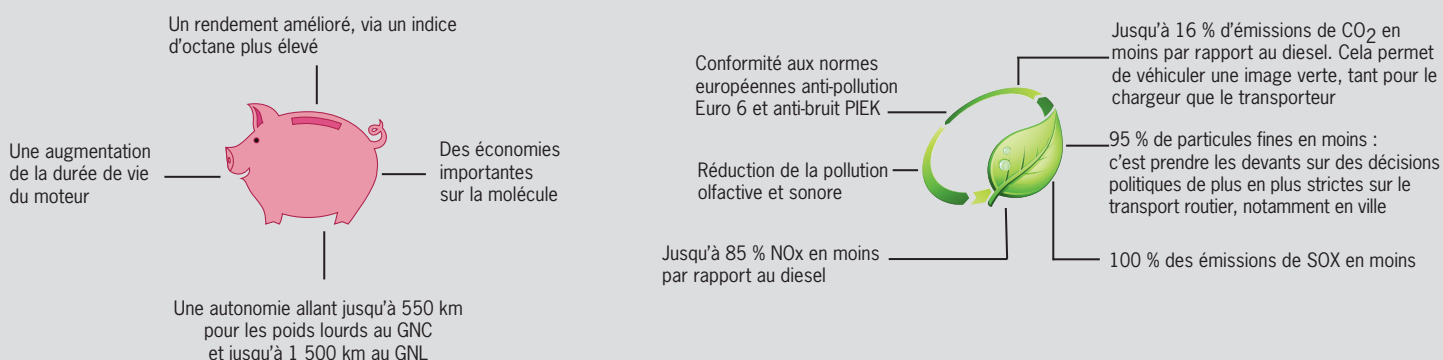 Un rendement amélioré, via un indice
d'octane plus élevé
Une augmentation
de la durée de vie
du moteur
Des économies
importantes
sur la molécule
Une autonomie allant jusqu'à 550 km
pour les poids lourds au GNC
et jusqu'à 1 500 km au GNL
Conformité aux normes
européennes anti-pollution
Euro 6 et anti-bruit PIEK
Réduction de la pollution
olfactive et sonore
Jusqu'à 85 % NOx en moins
par rapport au diesel
Jusqu'à 16 % d'émissions de CO2 en
moins par rapport au diesel. Cela permet
de véhiculer une image verte, tant pour le
chargeur que le transporteur
95 % de particules fines en moins :
c'est prendre les devants sur des décisions
politiques de plus en plus strictes sur le
transport routier, notamment en ville
100 % des émissions de SOX en moins